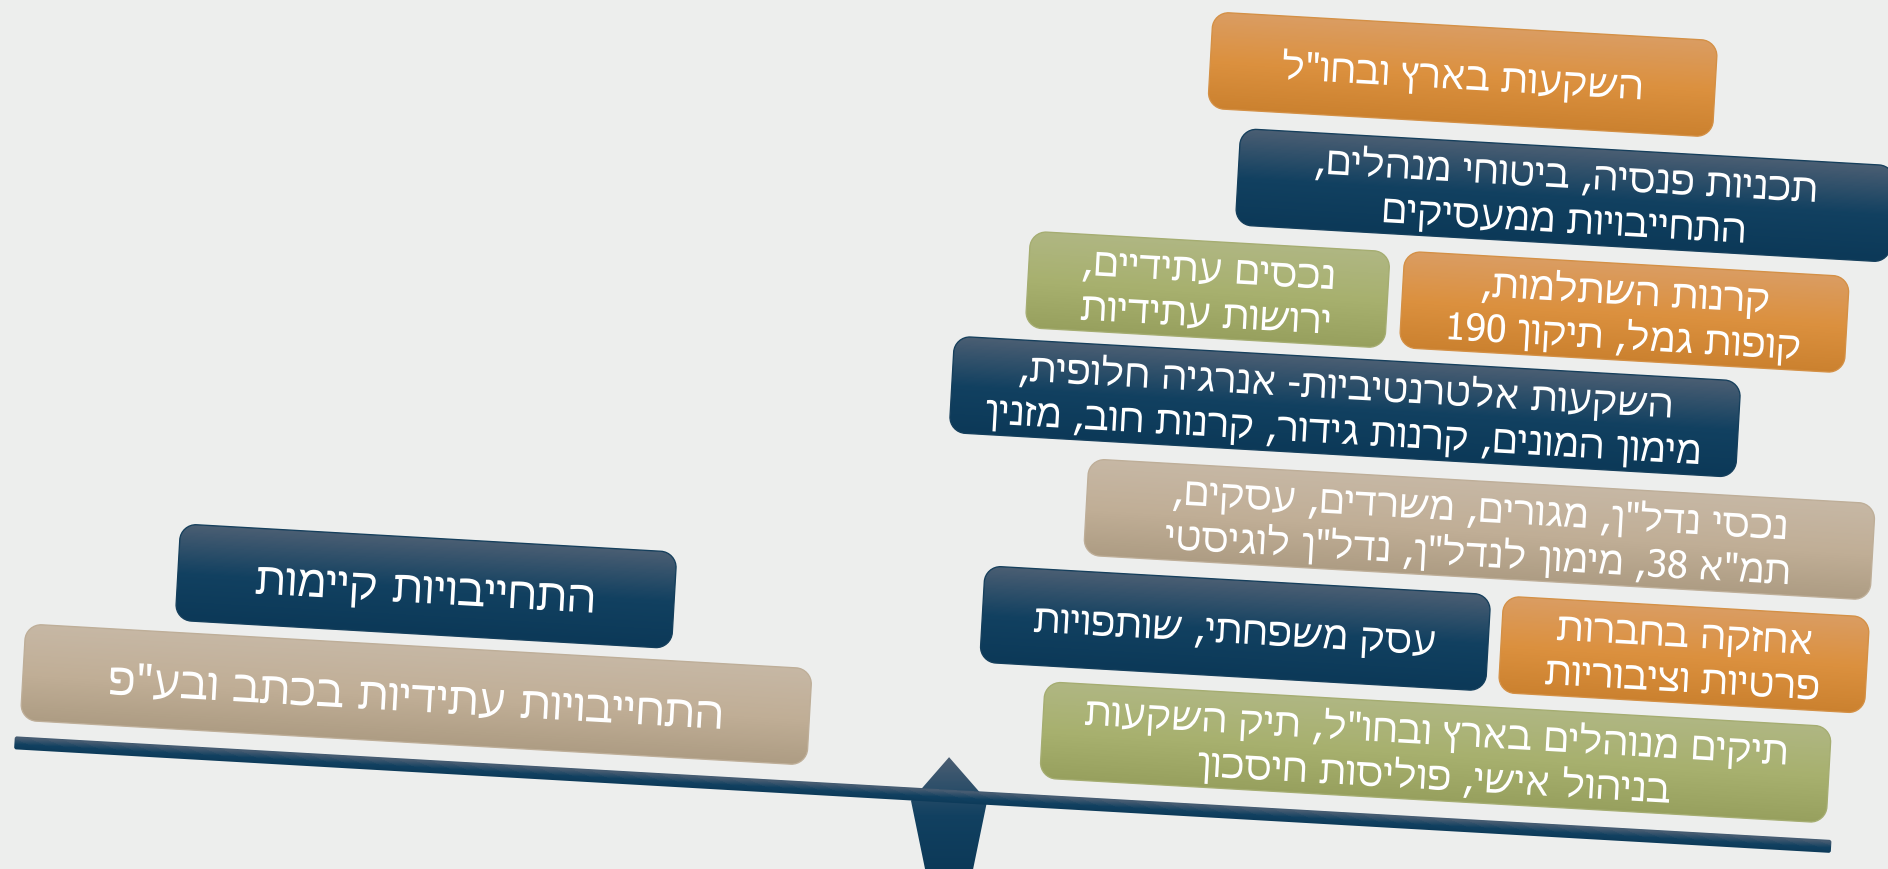 השקעות בארץ ובחו"ל
תכניות פנסיה, ביטוחי מנהלים,
התחייבויות ממעסיקים
קרנות השתלמות,
קופות גמל, תיקון 190
נכסים עתידיים,
ירושות עתידיות
השקעות אלטרנטיביות- אנרגיה חלופית,
מימון המונים, קרנות גידור, קרנות חוב, מזנין
נכסי נדל"ן, מגורים, משרדים, עסקים,
תמ"א 38, מימון לנדל"ן, נדל"ן לוגיסטי
אחזקה בחברות
פרטיות וציבוריות
עסק משפחתי, שותפויות
תיקים מנוהלים בארץ ובחו"ל, תיק השקעות
בניהול אישי, פוליסות חיסכון
התחייבויות קיימות
התחייבויות עתידיות בכתב ובע"פ